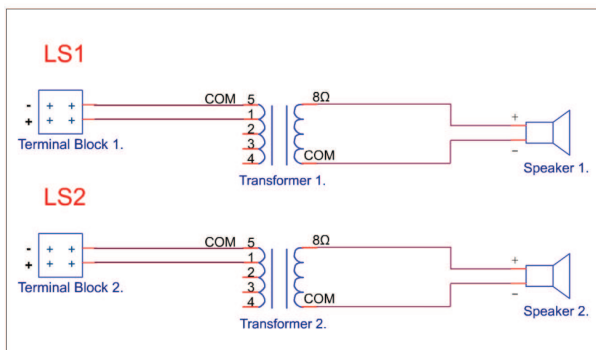 LS1
COM 5 8Ω
- + + 1 +
+ + + 2
Terminal Block 1. 3 −
4 COM
Transformer 1. Speaker 1.
LS2
COM 5 8Ω
- + + 1 +
+ + + 2
Terminal Block 2. 3 −
4 COM
Transformer 2. Speaker 2.